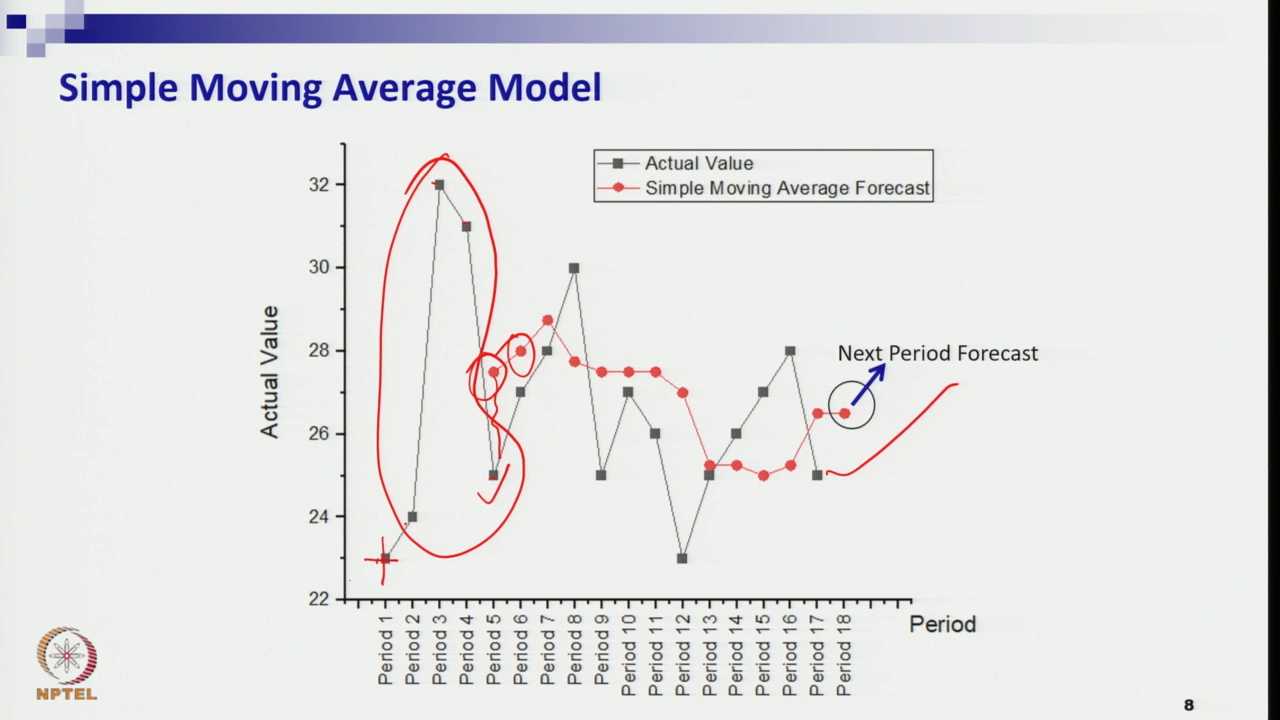 Simple Moving Average Model
Actual Value
Simple Moving Average Forecast
32
30
28
26
24
22
Actual Value
Next Period Forecast
Period 1
Period 2
Period 3
Period 4
Period 5
Period 6
Period 7
Period 8
Period 9
Period 10
Period 11
Period 12
Period 13
Period 14
Period 15
Period 16
Period 17
Period 18
Period
NPTEL
8